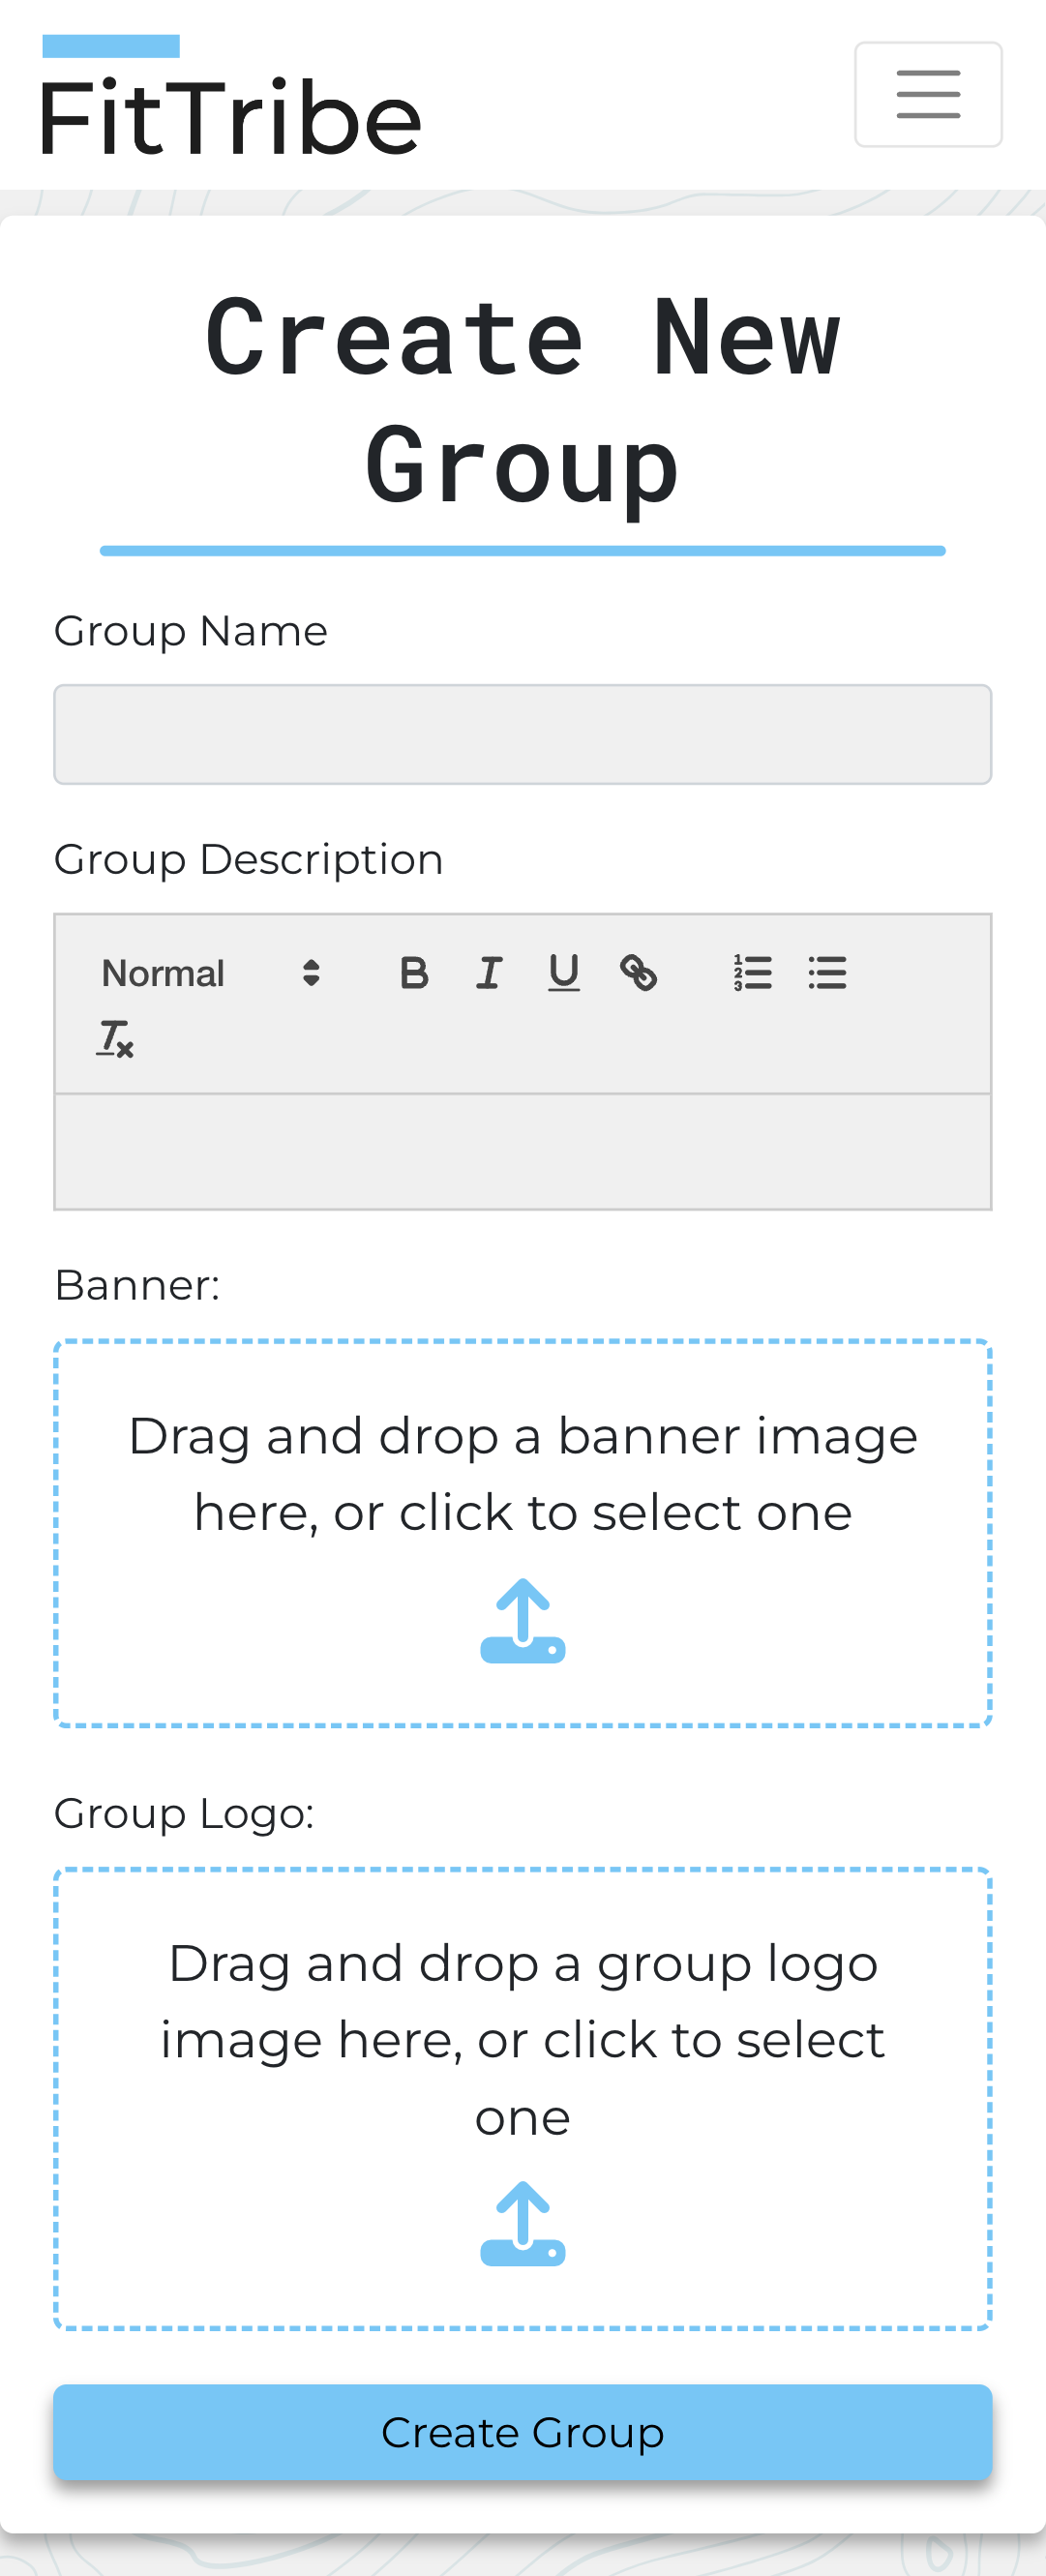 FitTribe
Create New
Group
Group Name
Group Description
Normal
Banner:
Drag and drop a banner image
here, or click to select one
Group Logo:
Drag and drop a group logo
image here, or click to select
one
Create Group